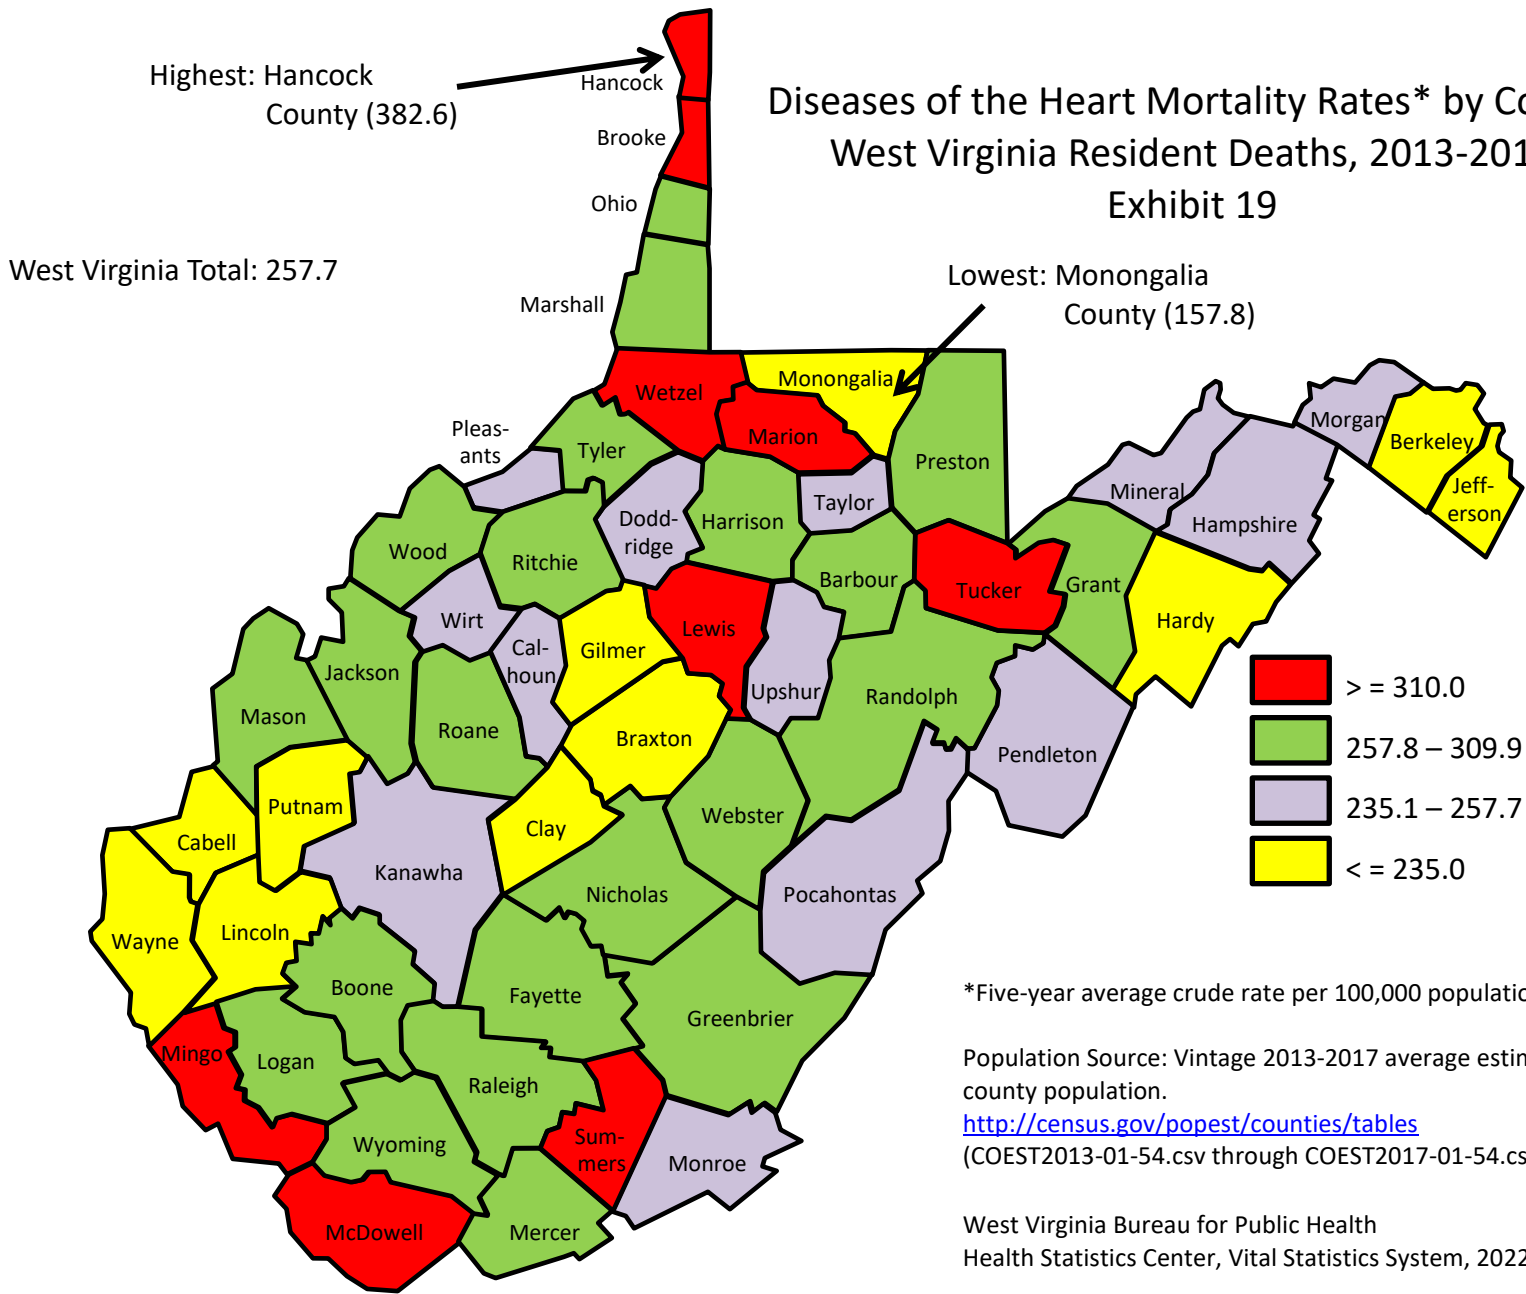 Highest: Hancock
County (382.6)
Diseases of the Heart Mortality Rates* by Co
West Virginia Resident Deaths, 2013-201
Exhibit 19
West Virginia Total: 257.7
Lowest: Monongalia
County (157.8)
Hancock
Brooke
Ohio
Marshall
Wetzel
Monongalia
Marion
Pleas-
ants
Tyler
Preston
Morgan
Berkeley
Jeff-
erson
Mineral
Hampshire
Taylor
Dodd-
ridge
Harrison
Wood
Ritchie
Barbour
Tucker
Grant
Hardy
Wirt
Cal-
houn
Gilmer
Lewis
Upshur
Randolph
Jackson
Mason
Roane
Braxton
Pendleton
Putnam
Cabell
Clay
Webster
Kanawha
Nicholas
Pocahontas
Wayne
Lincoln
Boone
Fayette
Greenbrier
Mingo
Logan
Raleigh
Wyoming
Sum-
mers
Monroe
McDowell
Mercer
> = 310.0
257.8 – 309.9
235.1 – 257.7
< = 235.0
*Five-year average crude rate per 100,000 populatio
Population Source: Vintage 2013-2017 average estim
county population.
http://census.gov/popest/counties/tables
(COEST2013-01-54.csv through COEST2017-01-54.cs
West Virginia Bureau for Public Health
Health Statistics Center, Vital Statistics System, 2022